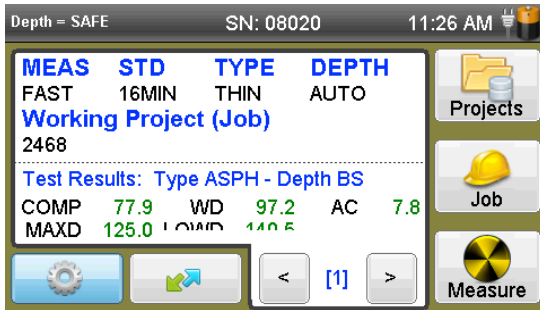 Depth = SAFE SN: 08020 11:26 AM
MEAS STD TYPE DEPTH
FAST 16MIN THIN AUTO
Working Project (Job)
2468
Test Results: Type ASPH - Depth BS
COMP 77.9 WD 97.2 AC 7.8
MAXD 125.0
Projects
Job
< [1] >
Measure